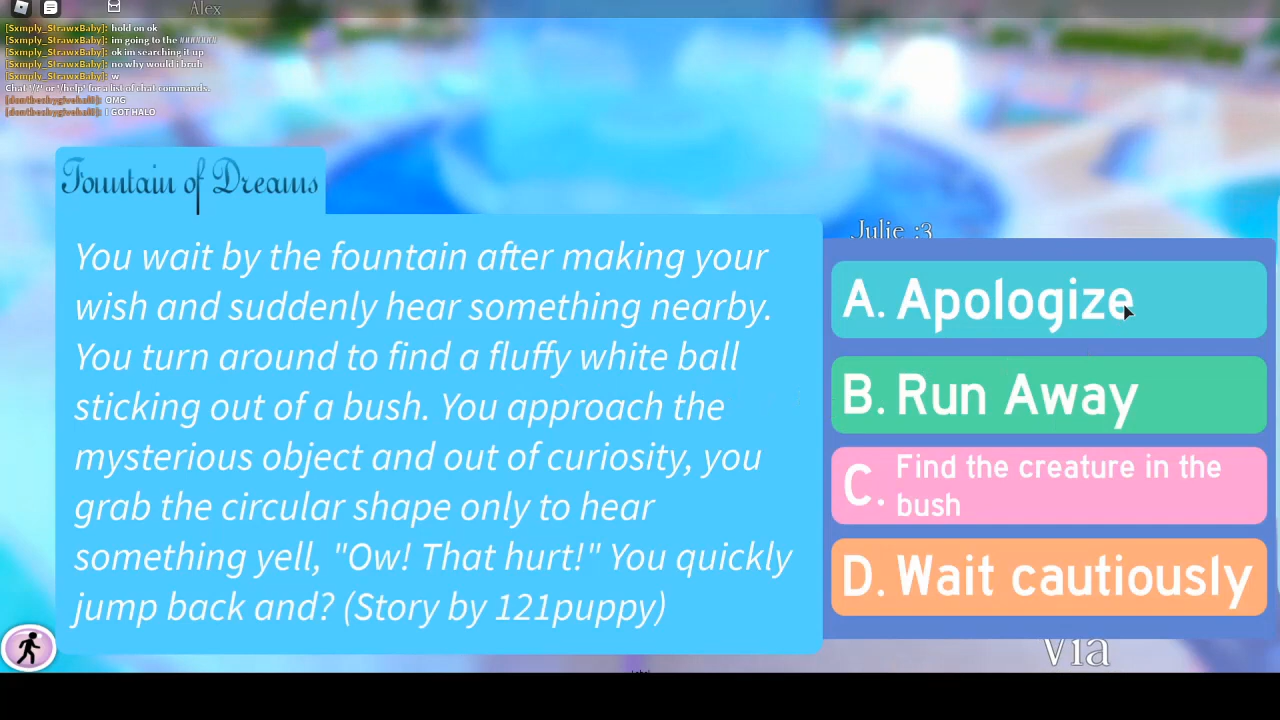 Alex
[Sxmply_StrawxBaby]: hold on ok
[Sxmply_StrawxBaby]: im going to the #######
[Sxmply_StrawxBaby]: ok im searching it up
[Sxmply_StrawxBaby]: no why would i bruh
[Sxmply_StrawxBaby]: w
Chat '/?' or '/help' for a list of chat commands.
OMG
I GOT HALO
Fountain of Dreams
You wait by the fountain after making your
wish and suddenly hear something nearby.
You turn around to find a fluffy white ball
sticking out of a bush. You approach the
mysterious object and out of curiosity, you
grab the circular shape only to hear
something yell, "Ow! That hurt!" You quickly
jump back and? (Story by 121puppy)
Julie :3
A. Apologize
B. Run Away
C. Find the creature in the
bush
D. Wait cautiously
Via